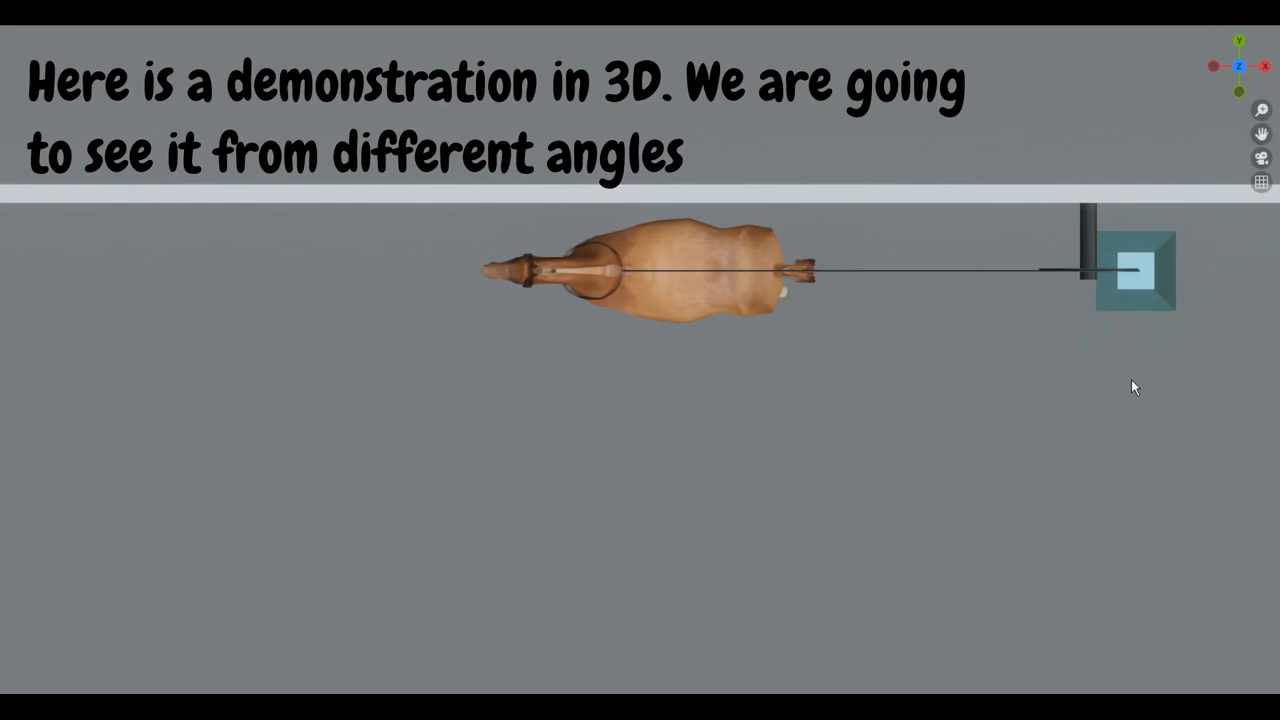 Here is a demonstration in 3D. We are going
to see it from different angles
Y
Z
X